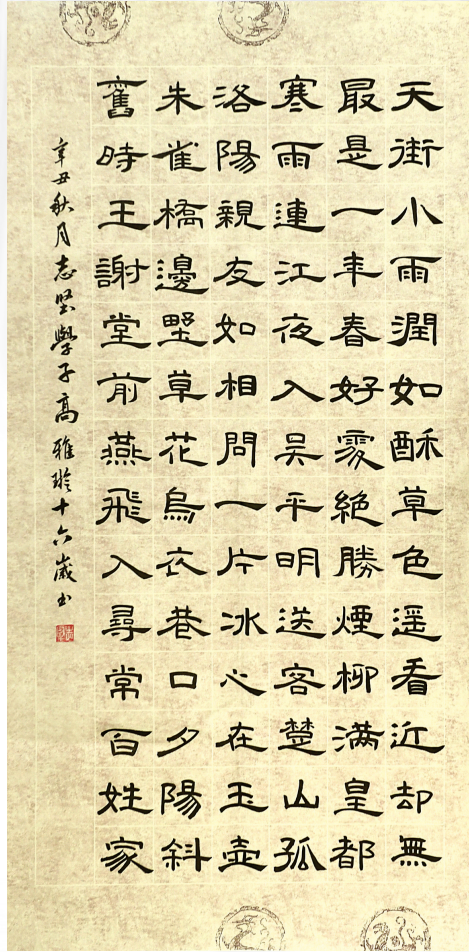 天街小雨潤如酥草色遥看近却無
最是一年春好處絕勝煙柳滿皇都
寒雨連江夜入吴平明送客楚山孤
洛陽親友如相問一片冰心在玉壺
朱雀橋邊野草花烏衣巷口夕陽斜
舊時王謝堂前燕飛入尋常百姓家
辛丑秋月志坚學子高雅玲十六歲书